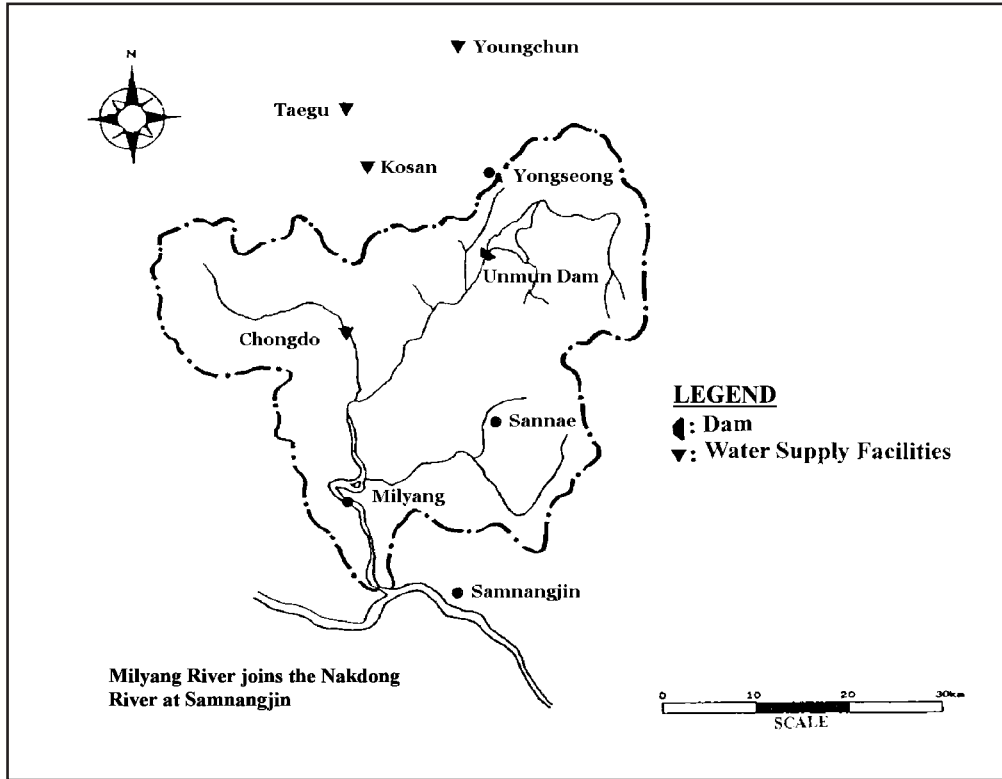 N
Youngchun
Taegu
Kosan
Yongseong
Unmun Dam
Chongdo
LEGEND
: Dam
: Water Supply Facilities
Sannae
Milyang
Samnangjin
Milyang River joins the Nakdong
River at Samnangjin
0 10 20 30km
SCALE